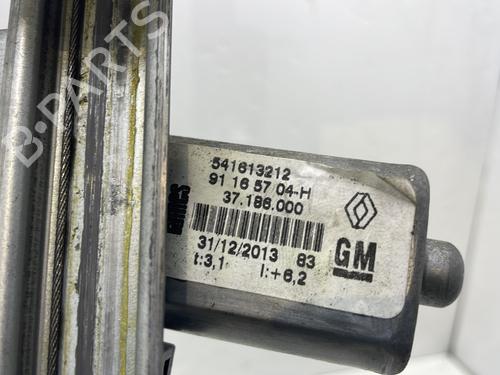 B-PARTS
541613212
91 16 57 04-H
37.186.000
31/12/2013 83
t:3,1 l:+6,2
GM